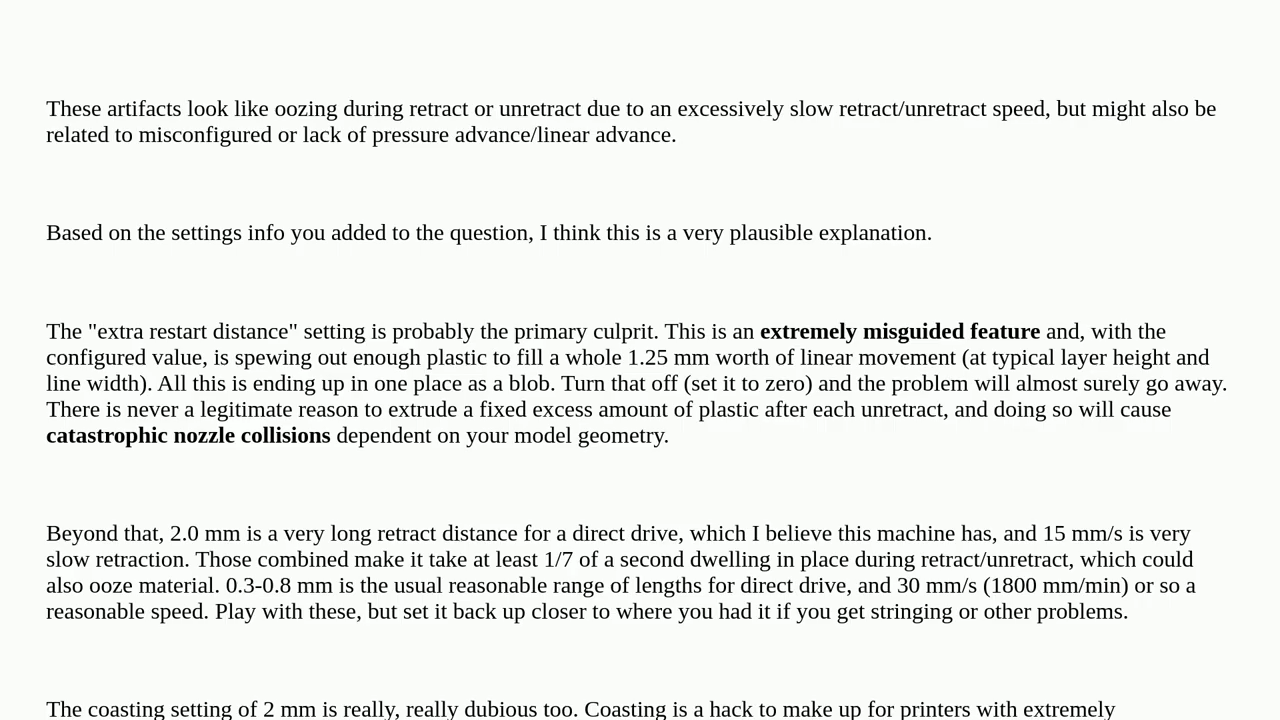 These artifacts look like oozing during retract or unretract due to an excessively slow retract/unretract speed, but might also be
related to misconfigured or lack of pressure advance/linear advance.
Based on the settings info you added to the question, I think this is a very plausible explanation.
The "extra restart distance" setting is probably the primary culprit. This is an extremely misguided feature and, with the
configured value, is spewing out enough plastic to fill a whole 1.25 mm worth of linear movement (at typical layer height and
line width). All this is ending up in one place as a blob. Turn that off (set it to zero) and the problem will almost surely go away.
There is never a legitimate reason to extrude a fixed excess amount of plastic after each unretract, and doing so will cause
catastrophic nozzle collisions dependent on your model geometry.
Beyond that, 2.0 mm is a very long retract distance for a direct drive, which I believe this machine has, and 15 mm/s is very
slow retraction. Those combined make it take at least 1/7 of a second dwelling in place during retract/unretract, which could
also ooze material. 0.3-0.8 mm is the usual reasonable range of lengths for direct drive, and 30 mm/s (1800 mm/min) or so a
reasonable speed. Play with these, but set it back up closer to where you had it if you get stringing or other problems.
The coasting setting of 2 mm is really, really dubious too. Coasting is a hack to make up for printers with extremely